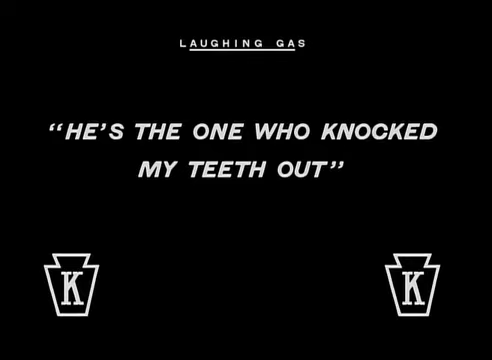 LAUGHING GAS
“HE’S THE ONE WHO KNOCKED
MY TEETH OUT”
K K